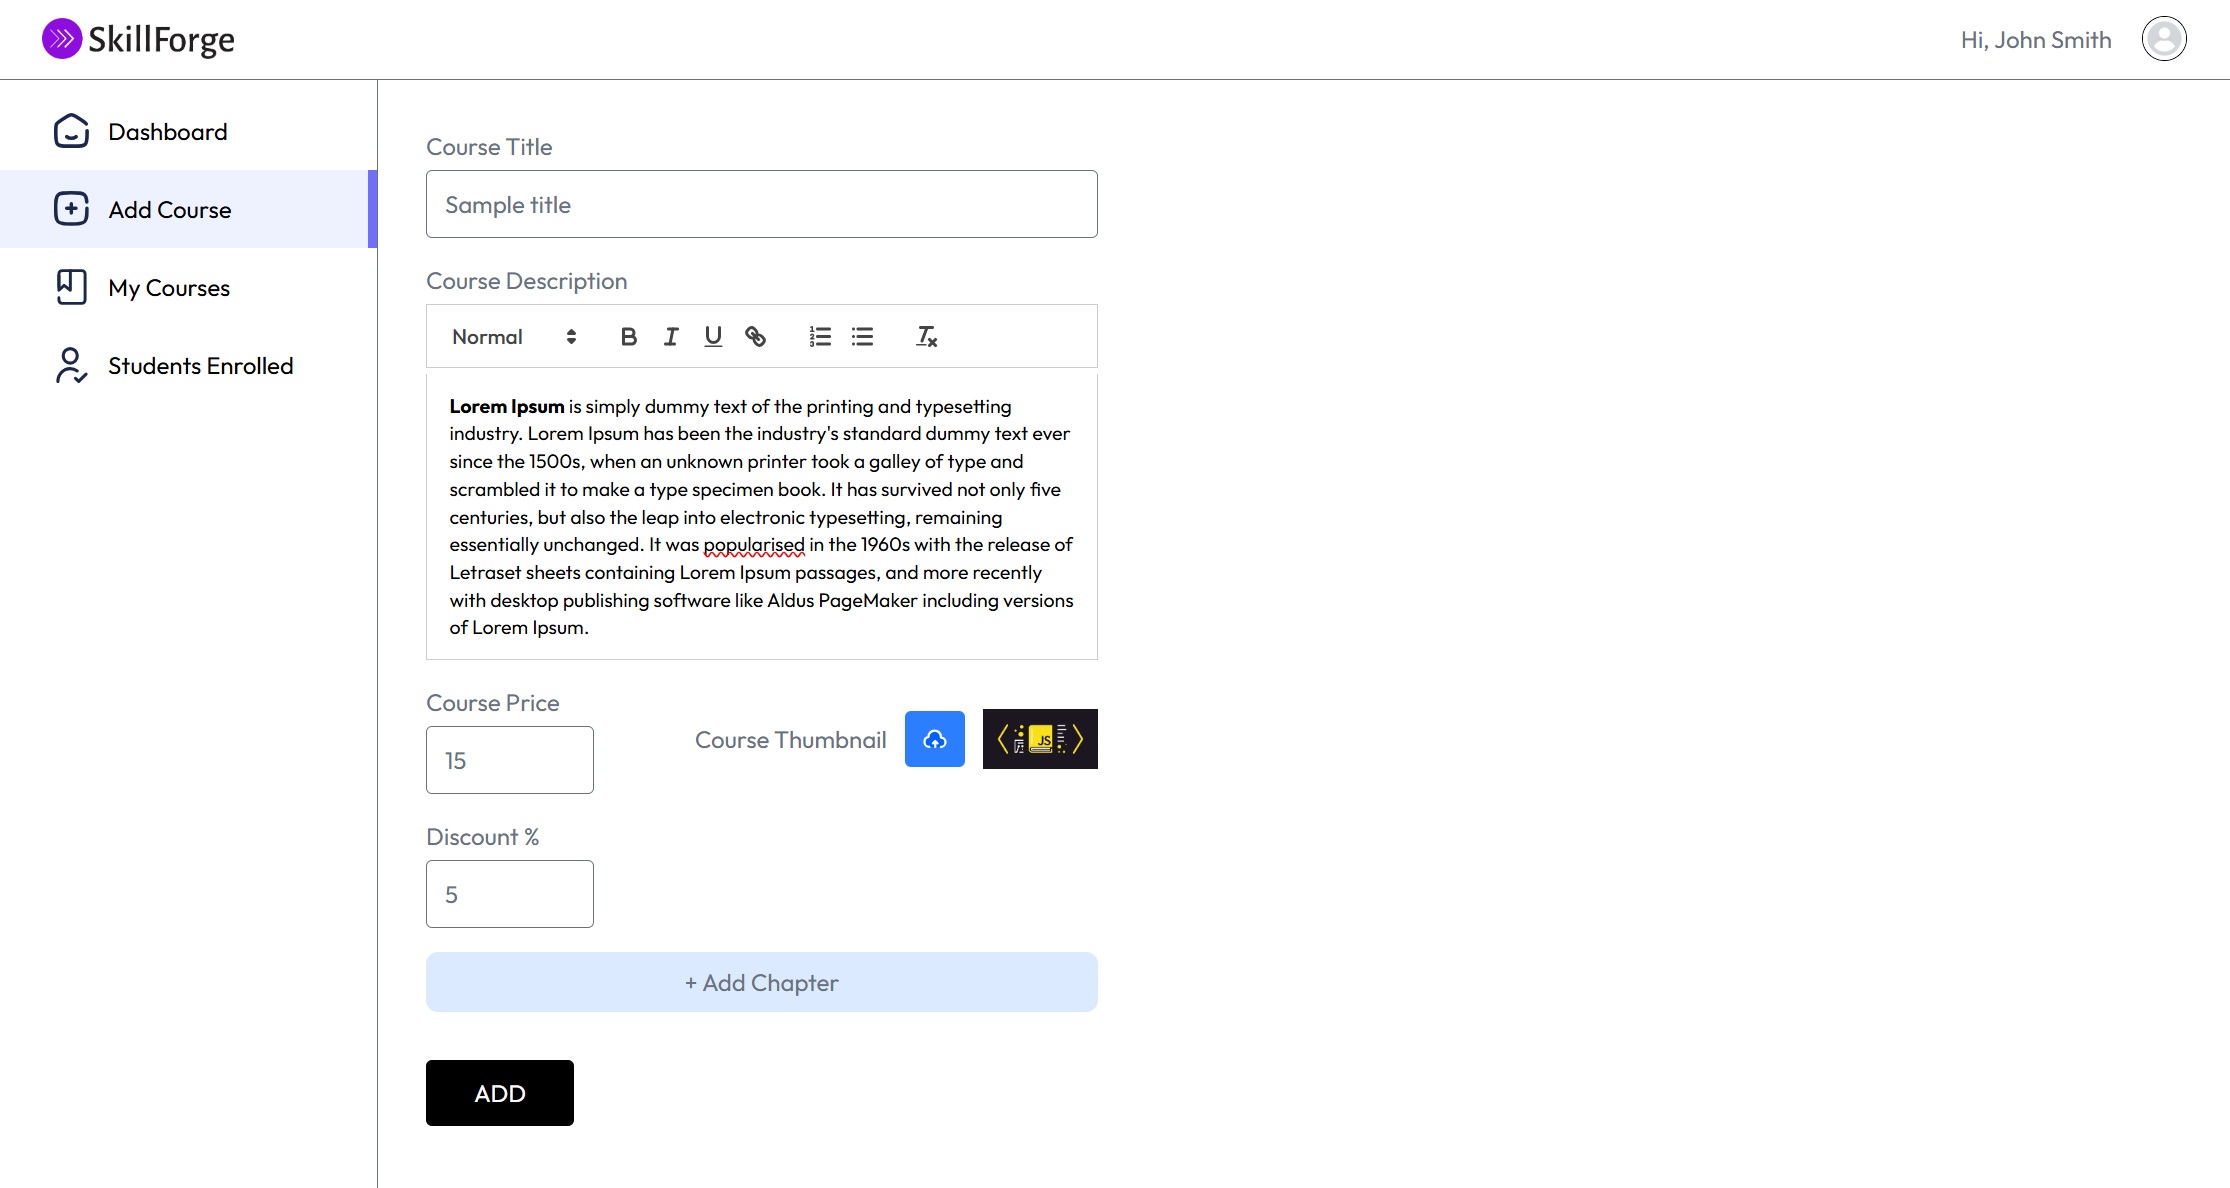 SkillForge
Hi, John Smith
Dashboard
Add Course
My Courses
Students Enrolled
Course Title
Sample title
Course Description
Normal
Lorem Ipsum is simply dummy text of the printing and typesetting
industry. Lorem Ipsum has been the industry's standard dummy text ever
since the 1500s, when an unknown printer took a galley of type and
scrambled it to make a type specimen book. It has survived not only five
centuries, but also the leap into electronic typesetting, remaining
essentially unchanged. It was popularised in the 1960s with the release of
Letraset sheets containing Lorem Ipsum passages, and more recently
with desktop publishing software like Aldus PageMaker including versions
of Lorem Ipsum.
Course Price
15
Course Thumbnail
JS
Discount %
5
+ Add Chapter
ADD